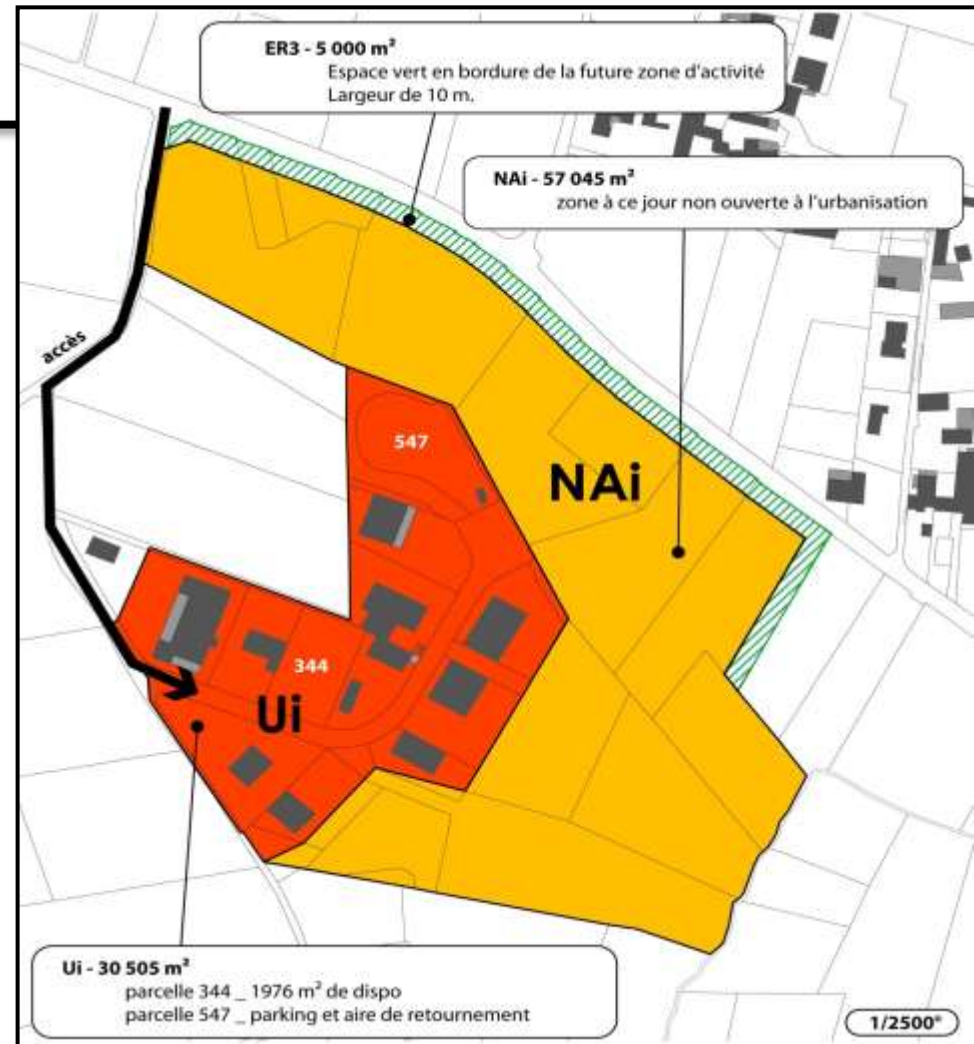 ER3 - 5 000 m²
Espace vert en bordure de la future zone d'activité
Largeur de 10 m.
NAi - 57 045 m²
zone à ce jour non ouverte à l'urbanisation
accès
547
NAi
344
Ui
Ui - 30 505 m²
parcelle 344 _ 1976 m² de dispo
parcelle 547 _ parking et aire de retournement
1/2500°